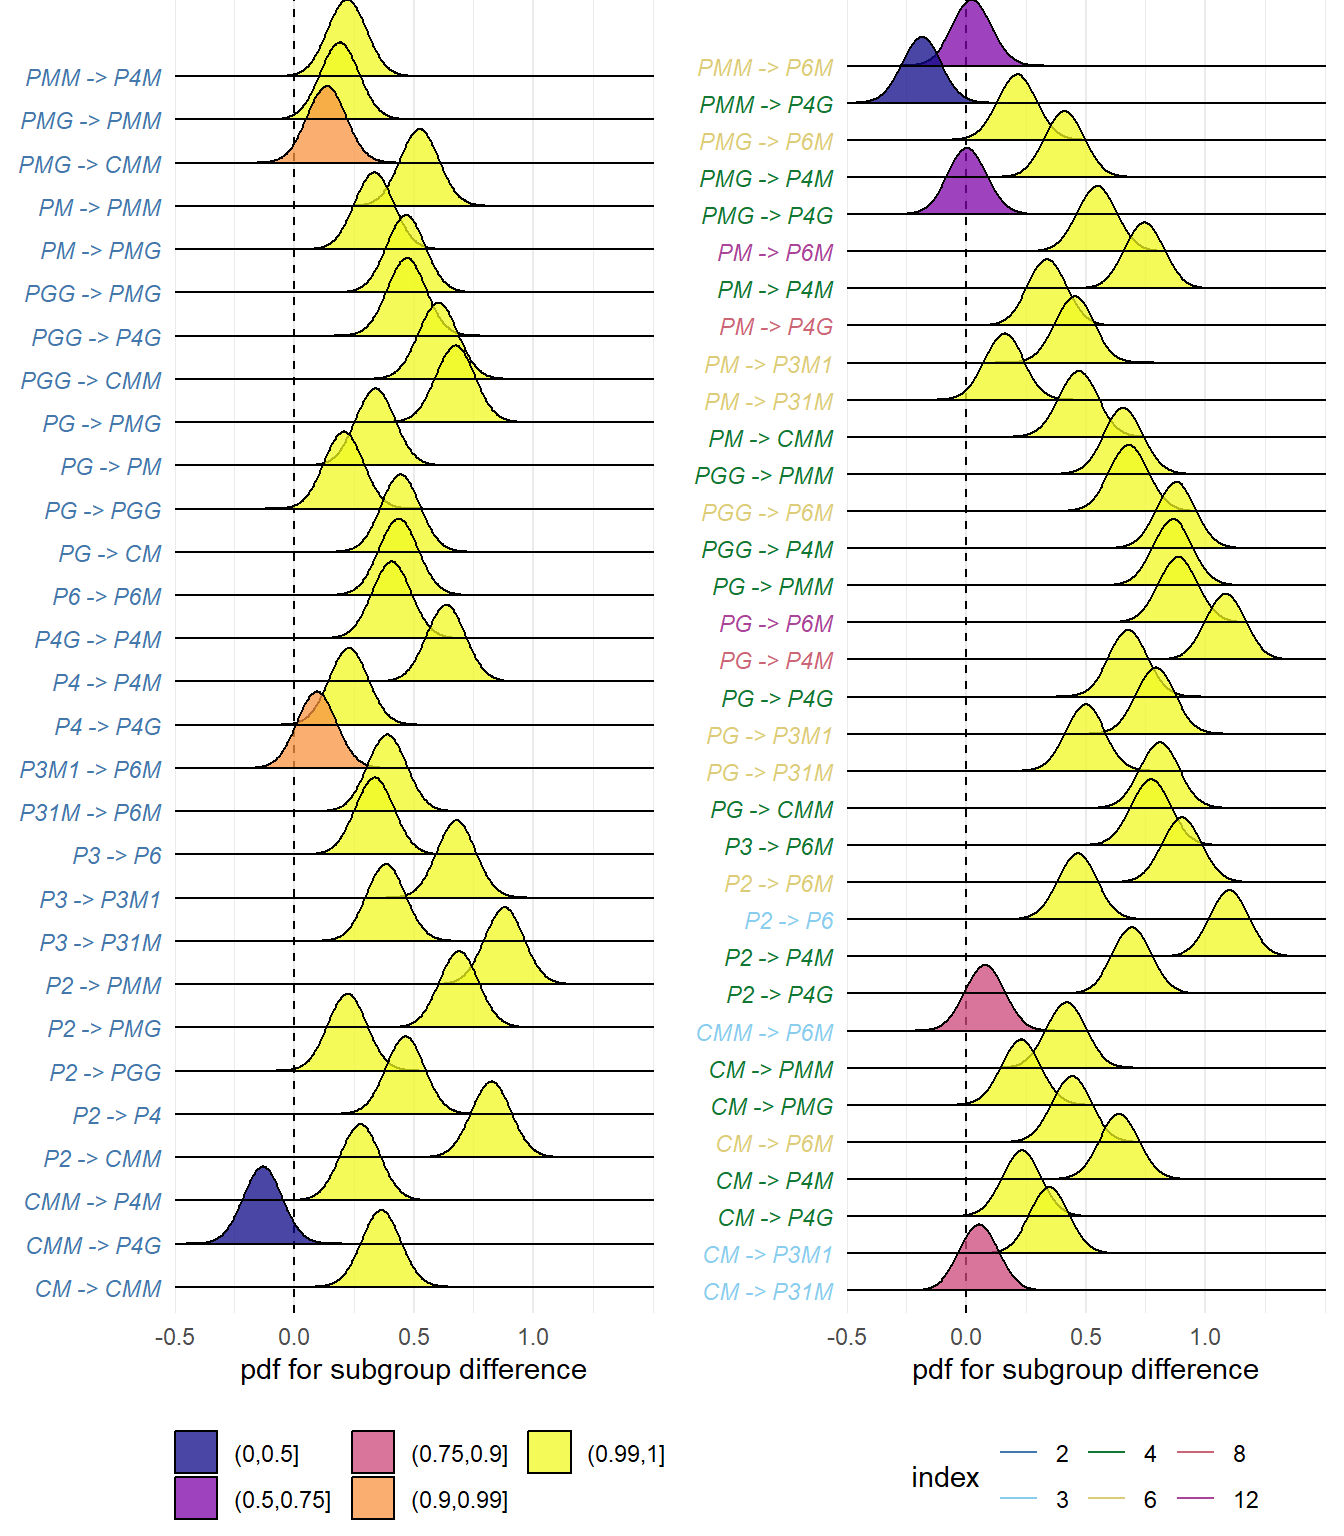 PMM -> P4M
PMG -> PMM
PMG -> CMM
PM -> PMM
PM -> PMG
PGG -> PMG
PGG -> P4G
PGG -> CMM
PG -> PMG
PG -> PM
PG -> PGG
PG -> CM
P6 -> P6M
P4G -> P4M
P4 -> P4M
P4 -> P4G
P3M1 -> P6M
P31M -> P6M
P3 -> P6
P3 -> P3M1
P3 -> P31M
P2 -> PMM
P2 -> PMG
P2 -> PGG
P2 -> P4
P2 -> CMM
CMM -> P4M
CMM -> P4G
CM -> CMM
-0.5 0.0 0.5 1.0
pdf for subgroup difference
PMM -> P6M
PMM -> P4G
PMG -> P6M
PMG -> P4M
PMG -> P4G
PM -> P6M
PM -> P4M
PM -> P4G
PM -> P3M1
PM -> P31M
PM -> CMM
PGG -> PMM
PGG -> P6M
PGG -> P4M
PG -> PMM
PG -> P6M
PG -> P4M
PG -> P4G
PG -> P3M1
PG -> P31M
PG -> CMM
P3 -> P6M
P2 -> P6M
P2 -> P6
P2 -> P4M
P2 -> P4G
CMM -> P6M
CM -> PMM
CM -> PMG
CM -> P6M
CM -> P4M
CM -> P4G
CM -> P3M1
CM -> P31M
-0.5 0.0 0.5 1.0
pdf for subgroup difference
(0,0.5] (0.75,0.9] (0.99,1]
(0.5,0.75] (0.9,0.99]
index
2 4 8
3 6 12